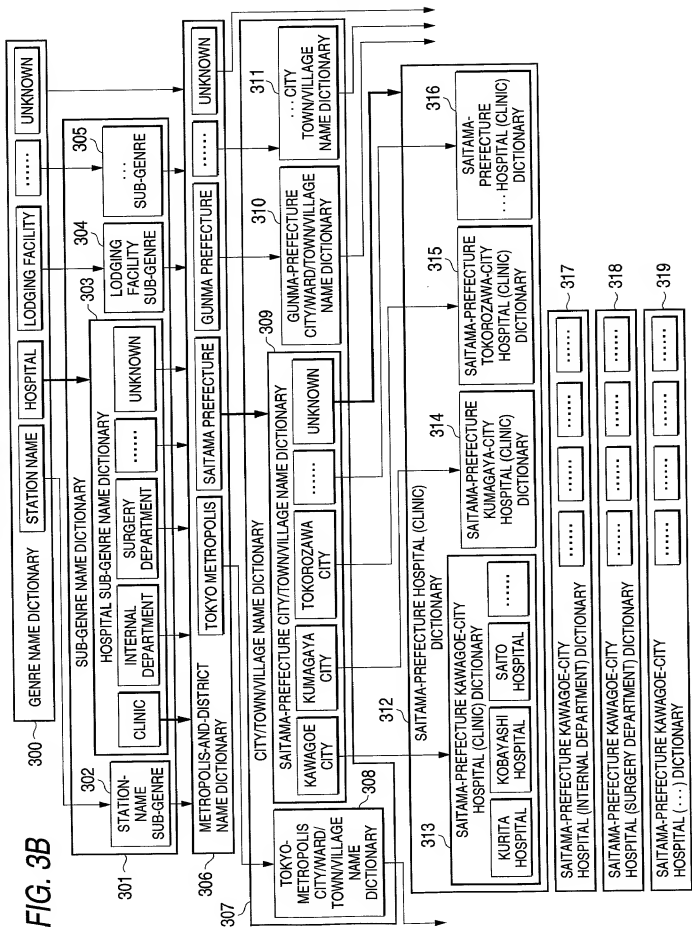 FIG. 3B
300
GENRE NAME DICTIONARY
STATION NAME
HOSPITAL
LODGING FACILITY
......
UNKNOWN
301
SUB-GENRE NAME DICTIONARY
302
STATION-NAME
SUB-GENRE
303
HOSPITAL SUB-GENRE NAME DICTIONARY
CLINIC
INTERNAL
DEPARTMENT
SURGERY
DEPARTMENT
......
UNKNOWN
304
LODGING
FACILITY
SUB-GENRE
305
...
SUB-GENRE
306
METROPOLIS-AND-DISTRICT
NAME DICTIONARY
TOKYO METROPOLIS
SAITAMA PREFECTURE
GUNMA PREFECTURE
......
UNKNOWN
307
CITY/TOWN/VILLAGE NAME DICTIONARY
308
TOKYO-
METROPOLIS
CITY/WARD/
TOWN/VILLAGE
NAME
DICTIONARY
309
SAITAMA-PREFECTURE CITY/TOWN/VILLAGE NAME DICTIONARY
KAWAGOE
CITY
KUMAGAYA
CITY
TOKOROZAWA
CITY
......
UNKNOWN
310
GUNMA-PREFECTURE
CITY/WARD/TOWN/VILLAGE
NAME DICTIONARY
311
... CITY
TOWN/VILLAGE
NAME DICTIONARY
312
SAITAMA-PREFECTURE HOSPITAL (CLINIC)
DICTIONARY
313
SAITAMA-PREFECTURE KAWAGOE-CITY
HOSPITAL (CLINIC) DICTIONARY
KURITA
HOSPITAL
KOBAYASHI
HOSPITAL
SAITO
HOSPITAL
......
314
SAITAMA-PREFECTURE
KUMAGAYA-CITY
HOSPITAL (CLINIC)
DICTIONARY
315
SAITAMA-PREFECTURE
TOKOROZAWA-CITY
HOSPITAL (CLINIC)
DICTIONARY
316
SAITAMA-
PREFECTURE
... HOSPITAL (CLINIC)
DICTIONARY
SAITAMA-PREFECTURE KAWAGOE-CITY
HOSPITAL (INTERNAL DEPARTMENT) DICTIONARY
......
......
......
......
317
SAITAMA-PREFECTURE KAWAGOE-CITY
HOSPITAL (SURGERY DEPARTMENT) DICTIONARY
......
......
......
......
318
SAITAMA-PREFECTURE KAWAGOE-CITY
HOSPITAL (...) DICTIONARY
......
......
......
......
319